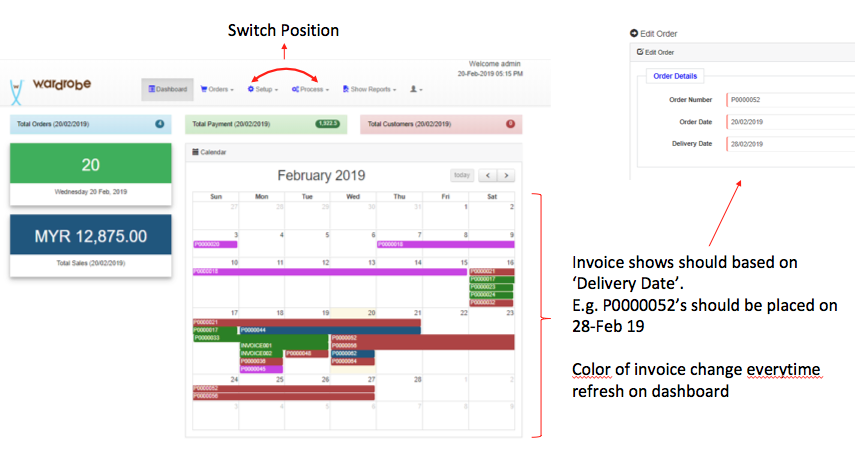 Switch Position
Edit Order
Welcome admin
20-Feb-2019 05:15 PM
wardrobe
Dashboard Orders Setup Process Show Reports
Edit Order
Order Details
Order Number P0000052
Order Date 20/02/2019
Delivery Date 28/02/2019
Total Orders (20/02/2019) 4
Total Payment (20/02/2019) 1,923.5
Total Customers (20/02/2019) 0
20
Wednesday 20 Feb, 2019
MYR 12,875.00
Total Sales (20/02/2019)
Calendar
February 2019
today < >
Sun Mon Tue Wed Thu Fri Sat
27 28 29 30 31 1 2
3 4 5 6 7 8 9
P0000020 P0000018
10 11 12 13 14 15 16
P0000018 P0000021
P0000017
P0000023
P0000024
P0000032
17 18 19 20 21 22 23
P0000021
P0000017 P0000044
P0000033 P0000052
INVOICE001 P0000056
INVOICE002 P0000048 P0000062
P0000038 P0000054
P0000045
24 25 26 27 28 1 2
P0000052
P0000056
3 4 5 6 7 8 9
Invoice shows should based on
‘Delivery Date’.
E.g. P0000052’s should be placed on
28-Feb 19
Color of invoice change everytime
refresh on dashboard